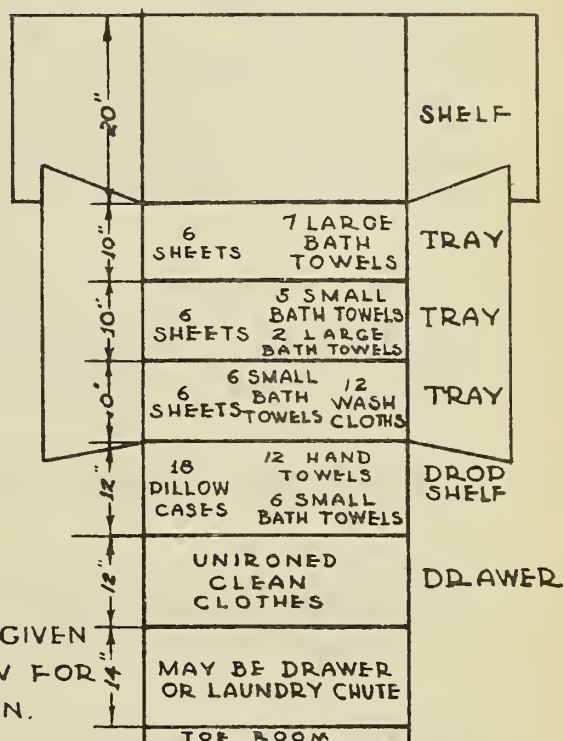 20"
SHELF
10"
6
SHEETS
7 LARGE
BATH
TOWELS
TRAY
10"
6
SHEETS
5 SMALL
BATH TOWELS
2 LARGE
BATH TOWELS
TRAY
0"
6
SHEETS
6 SMALL
BATH
TOWELS
12
WASH
CLOTHS
TRAY
12"
18
PILLOW
CASES
12 HAND
TOWELS
6 SMALL
BATH TOWELS
DROP
SHELF
12"
UNIRONED
CLEAN
CLOTHES
DRAWER
GIVEN
FOR
N.
14"
MAY BE DRAWER
OR LAUNDRY CHUTE
TOE ROOM